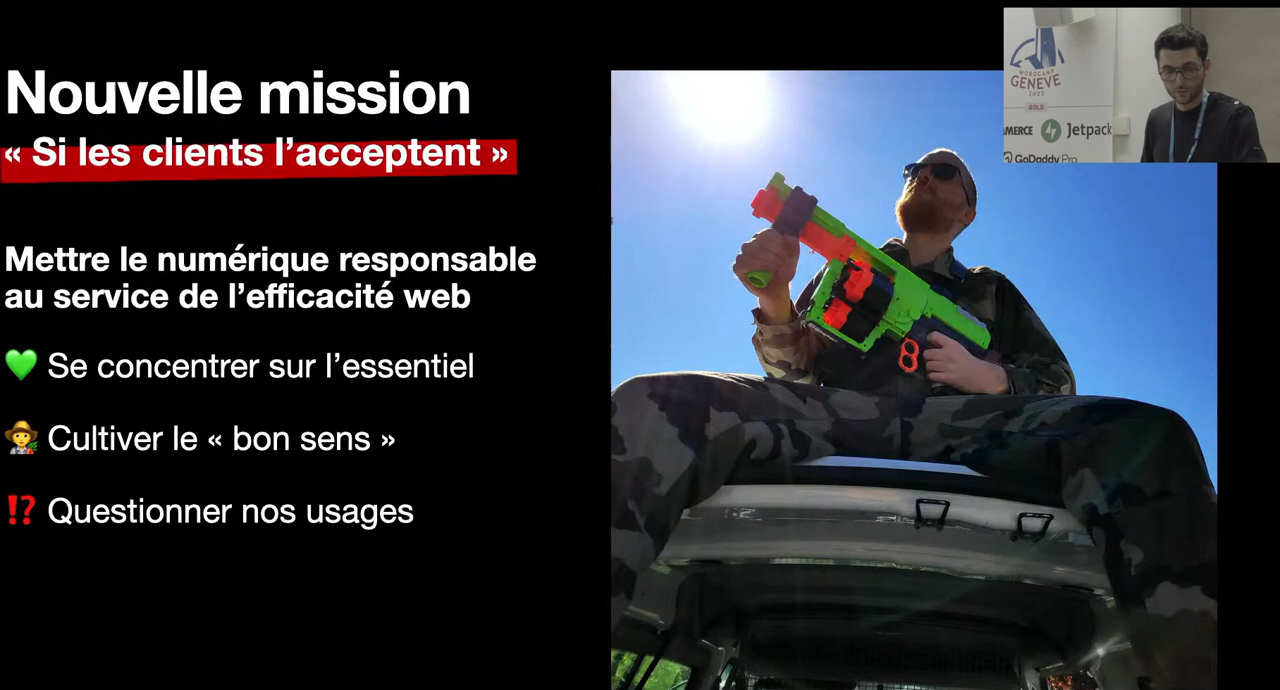 Nouvelle mission
« Si les clients l’acceptent »
Mettre le numérique responsable
au service de l’efficacité web
💚 Se concentrer sur l’essentiel
🧑‍🌾 Cultiver le « bon sens »
⁉️ Questionner nos usages
WORDCAMP
GENEVE
2022
GOLD
MERCE
Jetpack
GoDaddy Pro